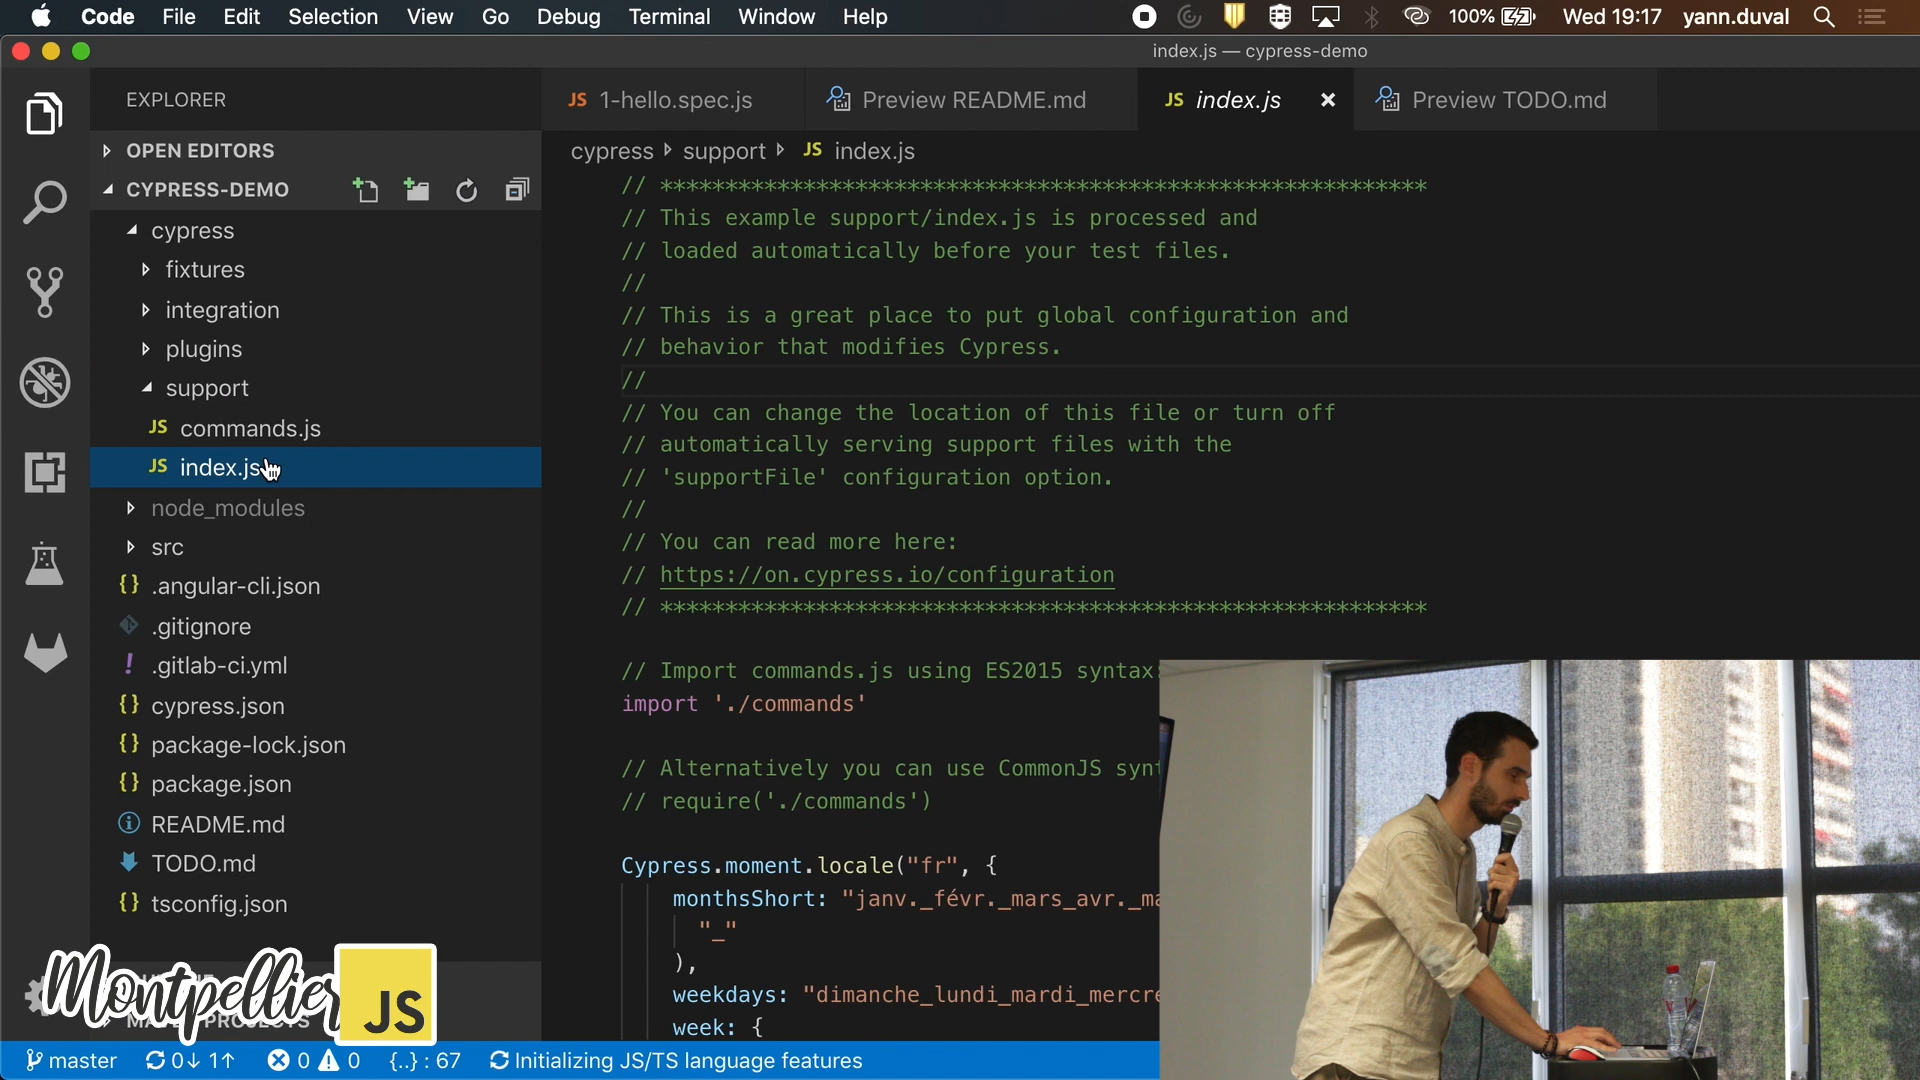 Code File Edit Selection View Go Debug Terminal Window Help 100% Wed 19:17 yann.duval
index.js — cypress-demo
EXPLORER
JS 1-hello.spec.js Preview README.md JS index.js Preview TODO.md
OPEN EDITORS
cypress support JS index.js
CYPRESS-DEMO
cypress
fixtures
integration
plugins
support
JS commands.js
JS index.js
node_modules
src
{} .angular-cli.json
.gitignore
! .gitlab-ci.yml
{} cypress.json
{} package-lock.json
{} package.json
README.md
TODO.md
{} tsconfig.json
// ***********************************************************
// This example support/index.js is processed and
// loaded automatically before your test files.
//
// This is a great place to put global configuration and
// behavior that modifies Cypress.
//
// You can change the location of this file or turn off
// automatically serving support files with the
// 'supportFile' configuration option.
//
// You can read more here:
// https://on.cypress.io/configuration
// ***********************************************************
// Import commands.js using ES2015 syntax:
import './commands'
// Alternatively you can use CommonJS synt
// require('./commands')
Cypress.moment.locale("fr", {
monthsShort: "janv._févr._mars_avr._ma
"_"
),
weekdays: "dimanche_lundi_mardi_mercre
week: {
Montpellier JS
master 0↓ 1↑ 0 0 {..} : 67 Initializing JS/TS language features